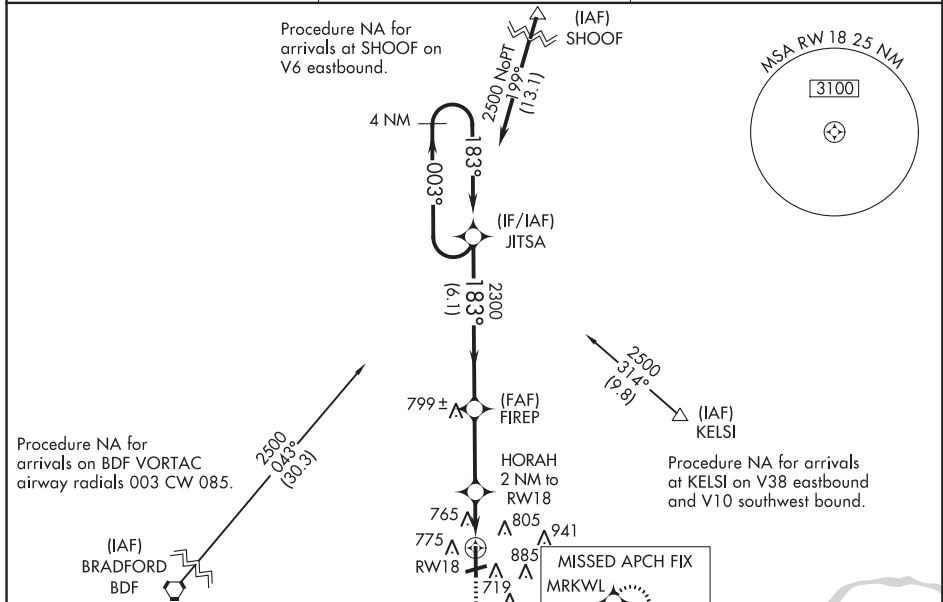 Procedure NA for
arrivals at SHOOF on
V6 eastbound.
(IAF)
SHOOF
2500 NoPT
199°
(13.1)
MSA RW 18 25 NM
3100
4 NM
183°
003°
(IF/IAF)
JITSA
2300
183°
(6.1)
2500
314°
(9.8)
(IAF)
KELSI
799 ±
(FAF)
FIREP
2500
043°
(30.3)
Procedure NA for
arrivals on BDF VORTAC
airway radials 003 CW 085.
Procedure NA for arrivals
at KELSI on V38 eastbound
and V10 southwest bound.
HORAH
2 NM to
RW18
765
805
941
775
885
RW18
719
(IAF)
BRADFORD
BDF
MISSED APCH FIX
MRKWL